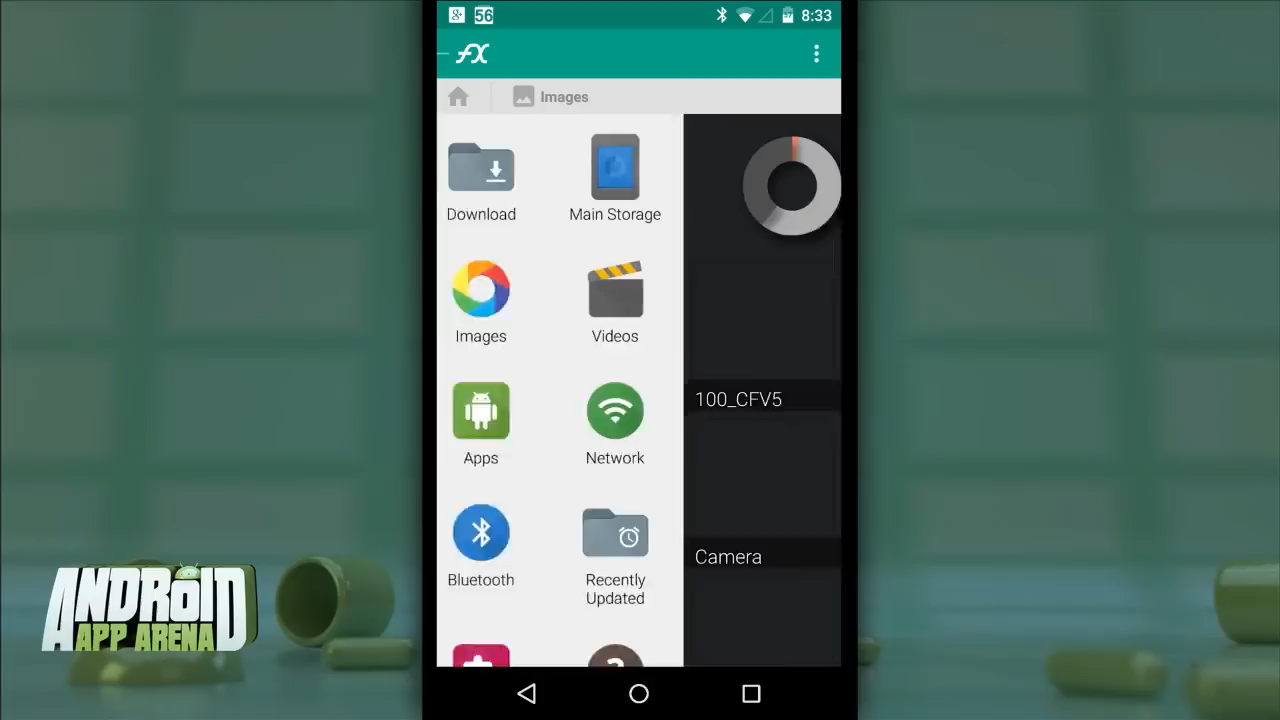 56
8:33
fX
Images
Download
Main Storage
Images
Videos
100_CFV5
Apps
Network
Camera
Bluetooth
Recently
Updated
ANDROID
APP ARENA